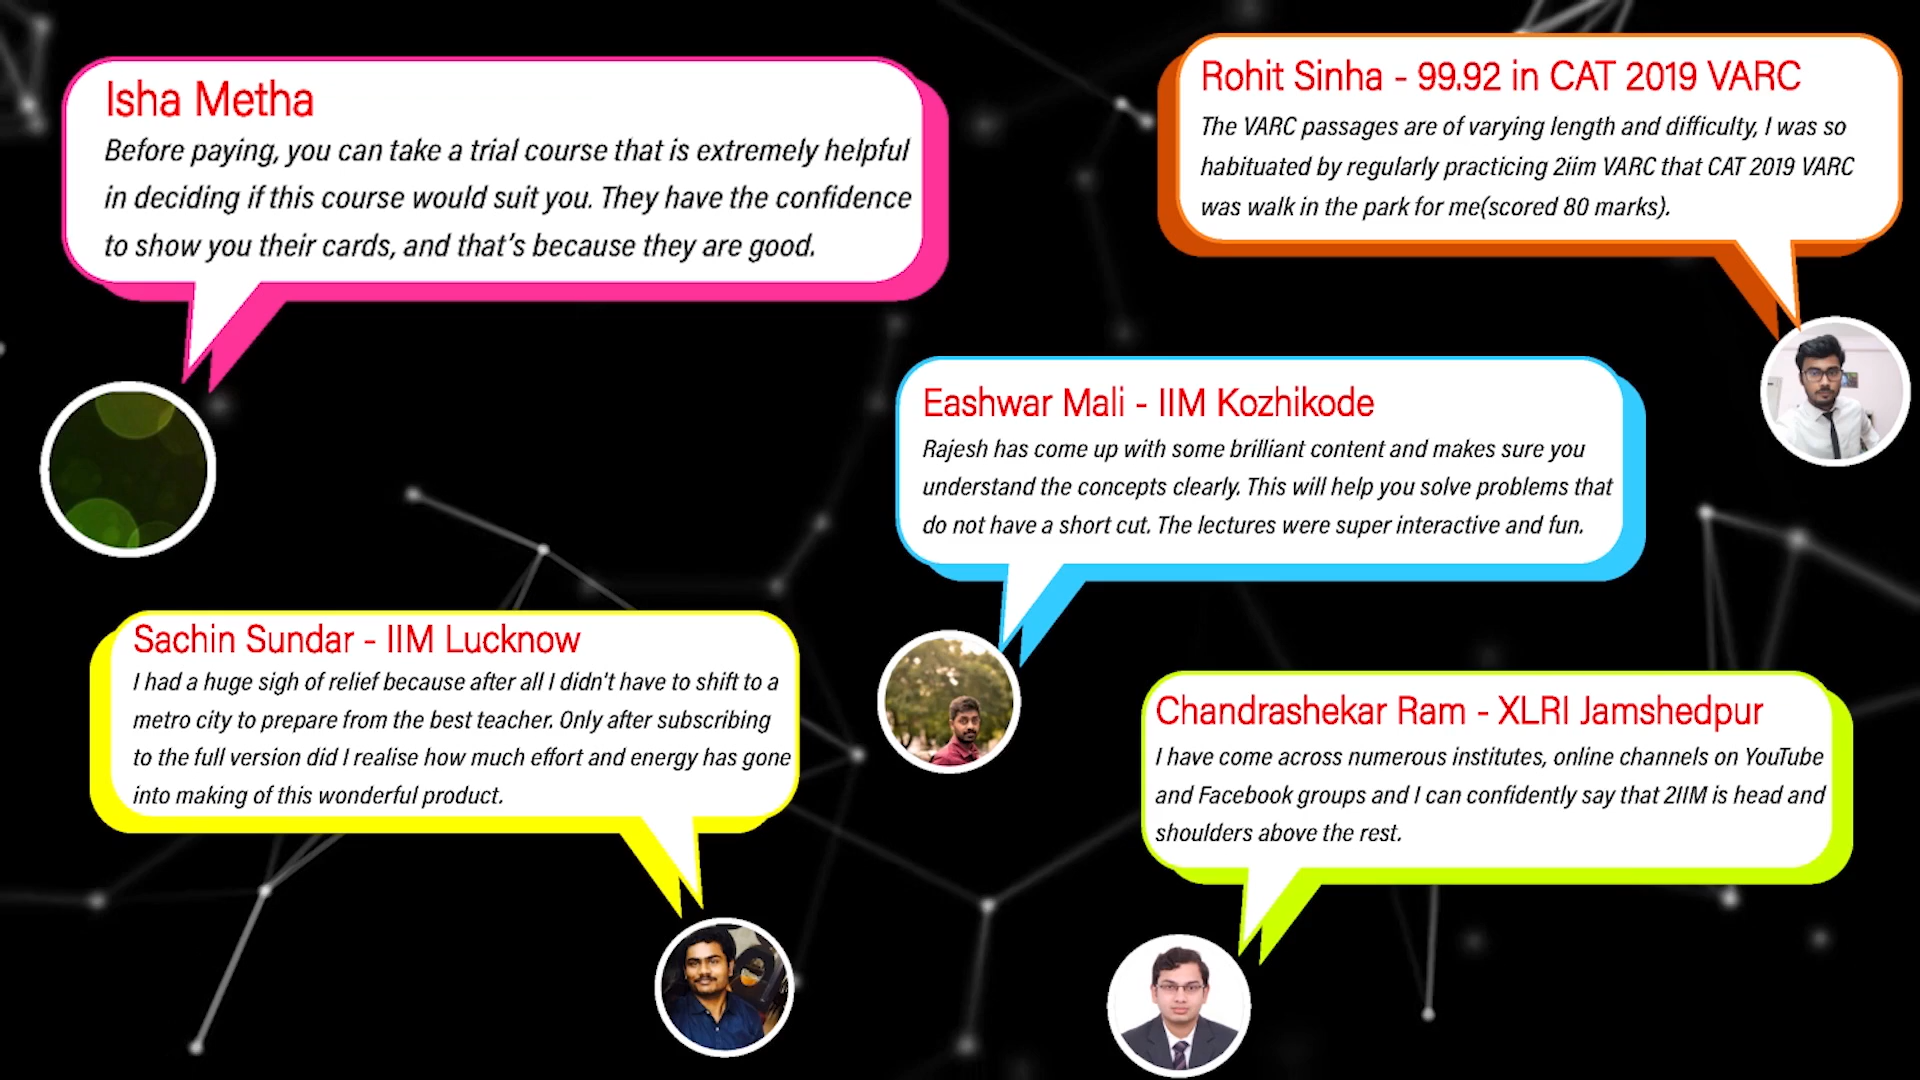 Isha Metha
Before paying, you can take a trial course that is extremely helpful
in deciding if this course would suit you. They have the confidence
to show you their cards, and that's because they are good.
Rohit Sinha - 99.92 in CAT 2019 VARC
The VARC passages are of varying length and difficulty, I was so
habituated by regularly practicing 2iim VARC that CAT 2019 VARC
was walk in the park for me(scored 80 marks).
Eashwar Mali - IIM Kozhikode
Rajesh has come up with some brilliant content and makes sure you
understand the concepts clearly. This will help you solve problems that
do not have a short cut. The lectures were super interactive and fun.
Sachin Sundar - IIM Lucknow
I had a huge sigh of relief because after all I didn't have to shift to a
metro city to prepare from the best teacher. Only after subscribing
to the full version did I realise how much effort and energy has gone
into making of this wonderful product.
Chandrashekar Ram - XLRI Jamshedpur
I have come across numerous institutes, online channels on YouTube
and Facebook groups and I can confidently say that 2IIM is head and
shoulders above the rest.